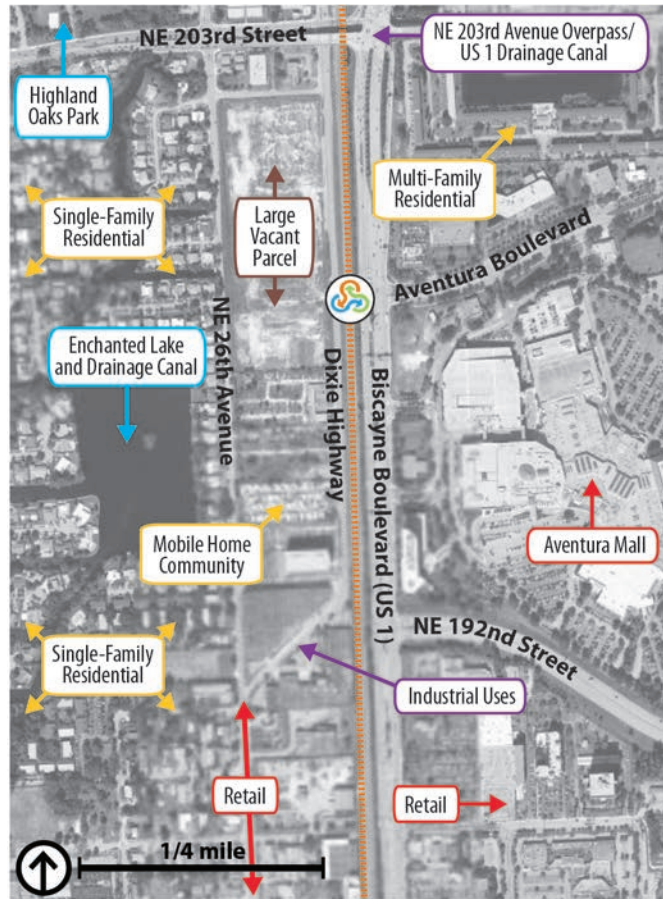 NE 203rd Street
NE 203rd Avenue Overpass/
US 1 Drainage Canal
Highland
Oaks Park
Multi-Family
Residential
Single-Family
Residential
Large
Vacant
Parcel
Aventura Boulevard
NE 26th Avenue
Enchanted Lake
and Drainage Canal
Dixie Highway
Biscayne Boulevard (US 1)
Mobile Home
Community
Aventura Mall
NE 192nd Street
Single-Family
Residential
Industrial Uses
Retail
Retail
1/4 mile